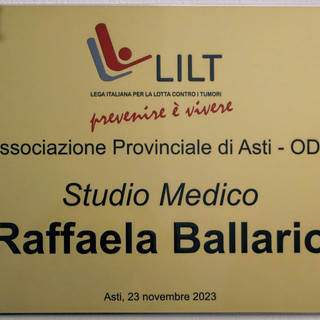 LILT
LEGA ITALIANA PER LA LOTTA CONTRO I TUMORI
prevenire è vivere
ssociazione Provinciale di Asti - OD
Studio Medico
Raffaela Ballario
Asti, 23 novembre 2023